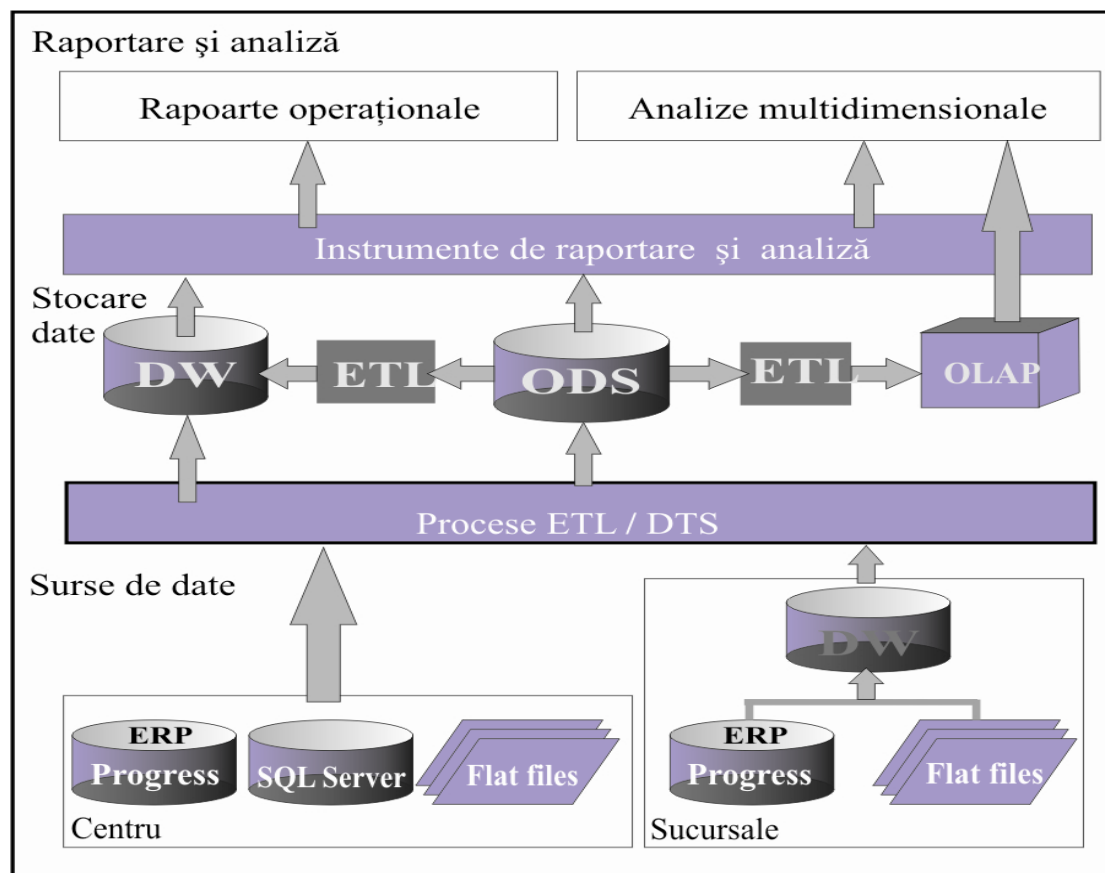 Raportare şi analiză
Rapoarte operaţionale
Analize multidimensionale
Instrumente de raportare şi analiză
Stocare
date
DW
ETL
ODS
ETL
OLAP
Procese ETL / DTS
Surse de date
DW
ERP
Progress
SQL Server
Flat files
Centru
ERP
Progress
Flat files
Sucursale